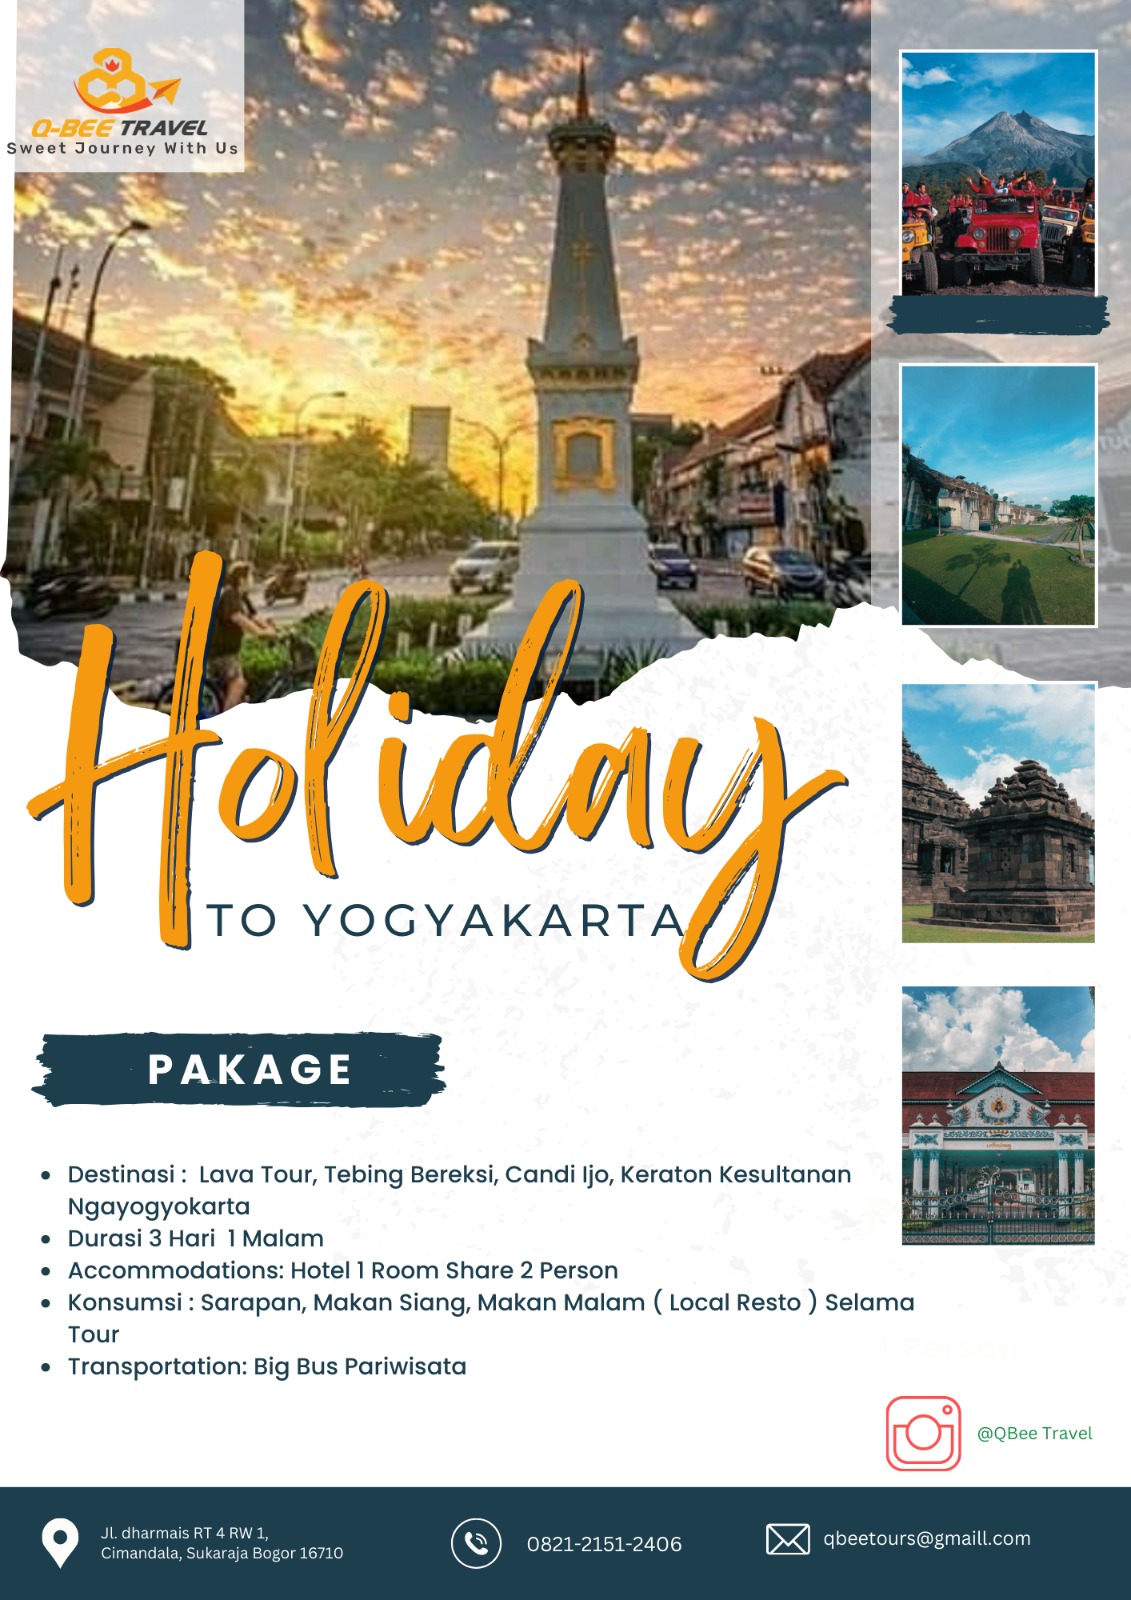 Q-BEE TRAVEL
Sweet Journey With Us
Holiday
TO YOGYAKARTA
PAKAGE
Destinasi : Lava Tour, Tebing Bereksi, Candi Ijo, Keraton Kesultanan
Ngayogyokarta
Durasi 3 Hari 1 Malam
Accommodations: Hotel 1 Room Share 2 Person
Konsumsi : Sarapan, Makan Siang, Makan Malam ( Local Resto ) Selama
Tour
Transportation: Big Bus Pariwisata
@QBee Travel
Jl. dharmais RT 4 RW 1,
Cimandala, Sukaraja Bogor 16710
0821-2151-2406
qbeetours@gmaill.com